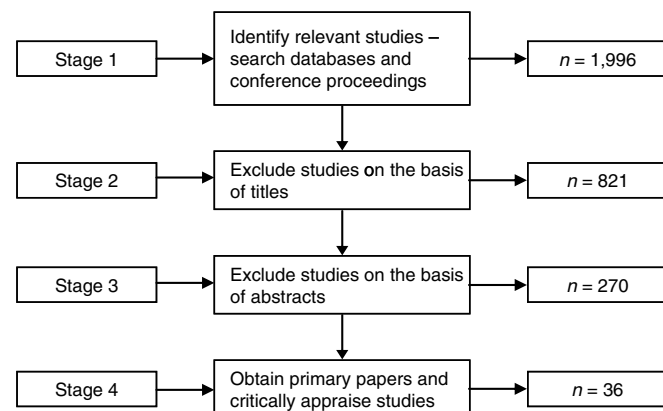 Stage 1
Identify relevant studies –
search databases and
conference proceedings
n = 1,996
Stage 2
Exclude studies on the basis
of titles
n = 821
Stage 3
Exclude studies on the basis
of abstracts
n = 270
Stage 4
Obtain primary papers and
critically appraise studies
n = 36